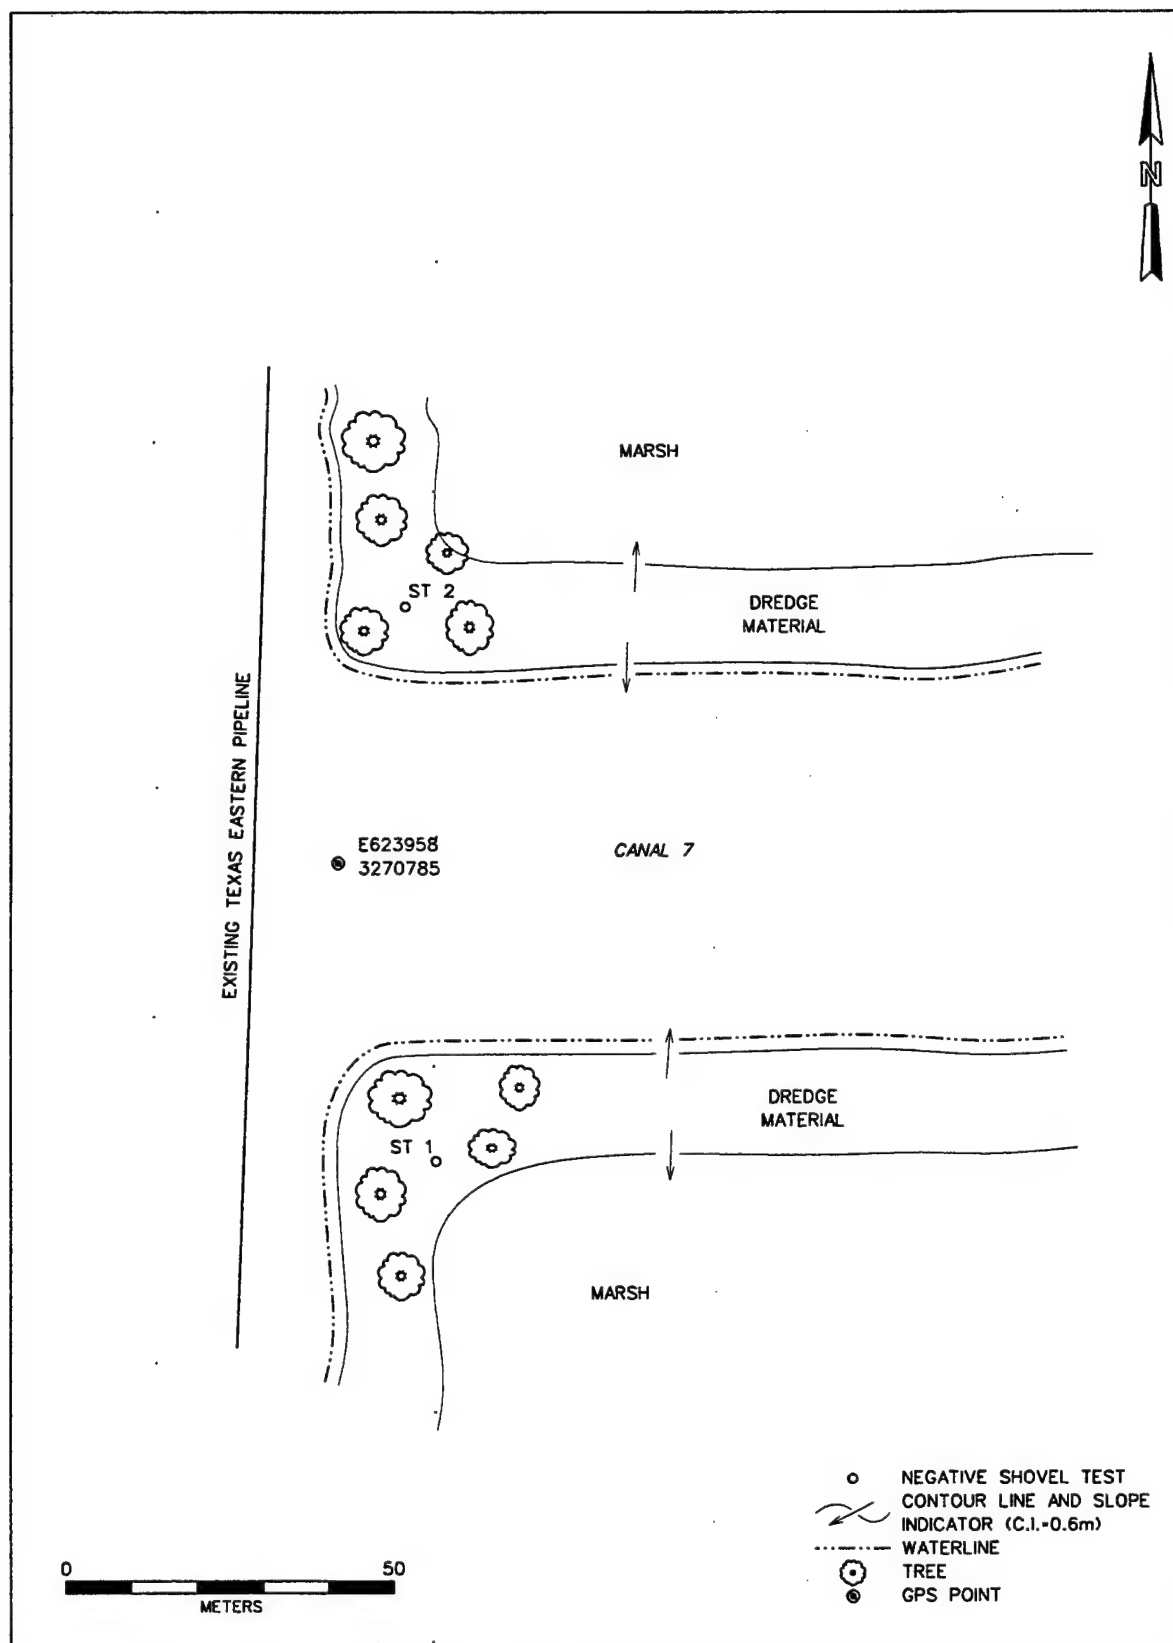 N
MARSH
ST 2
DREDGE
MATERIAL
EXISTING TEXAS EASTERN PIPELINE
E623958
3270785
CANAL 7
DREDGE
MATERIAL
ST 1
MARSH
NEGATIVE SHOVEL TEST
CONTOUR LINE AND SLOPE
INDICATOR (C.I.=0.6m)
WATERLINE
TREE
GPS POINT
0 50
METERS